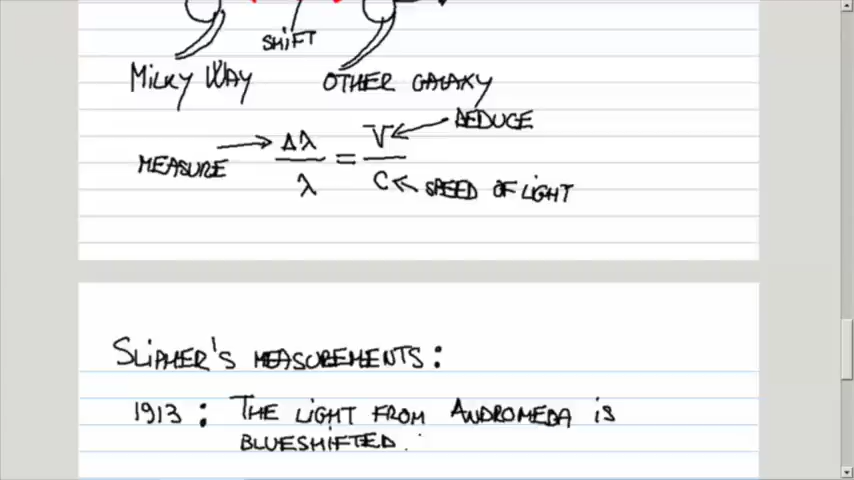 SHIFT
MILKY WAY OTHER GALAXY
MEASURE → Δλ/λ = V/C ← DEDUCE
← SPEED OF LIGHT
SLIPHER'S MEASUREMENTS:
1913: THE LIGHT FROM ANDROMEDA IS
BLUESHIFTED.